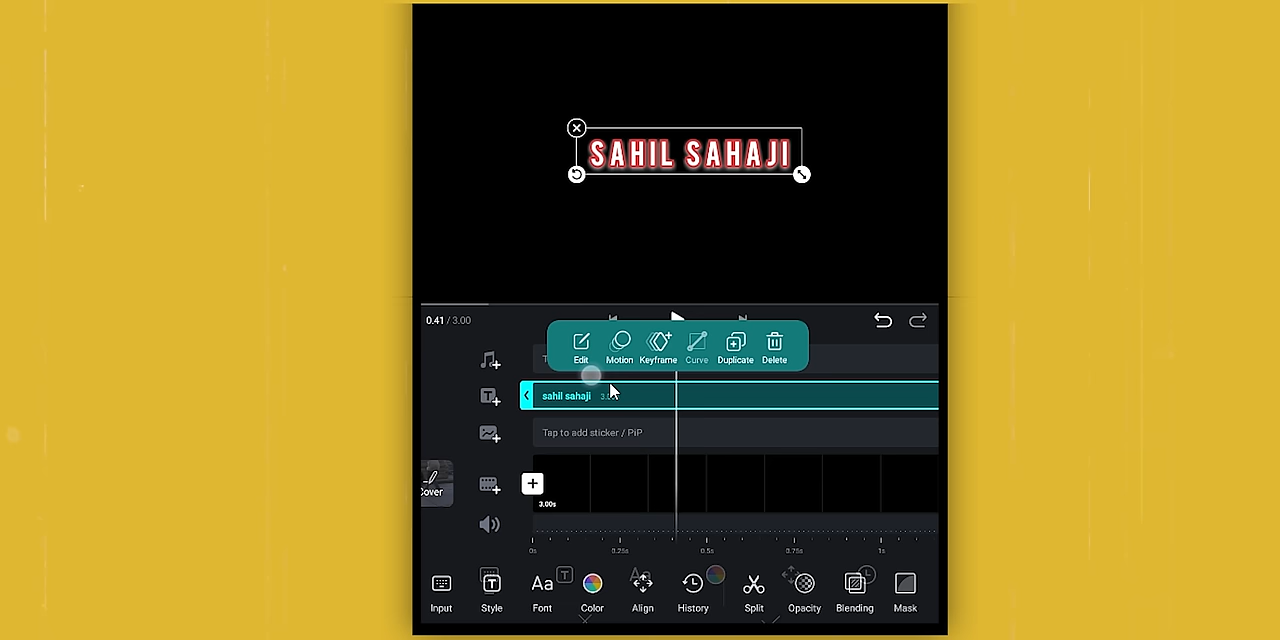 SAHIL SAHAJI
0.41 / 3.00
Edit Motion Keyframe Curve Duplicate Delete
sahil sahaji
Tap to add sticker / PiP
Cover
3.00s
0s 0.25s 0.5s 0.75s 1s
Input Style Font Color Align History Split Opacity Blending Mask